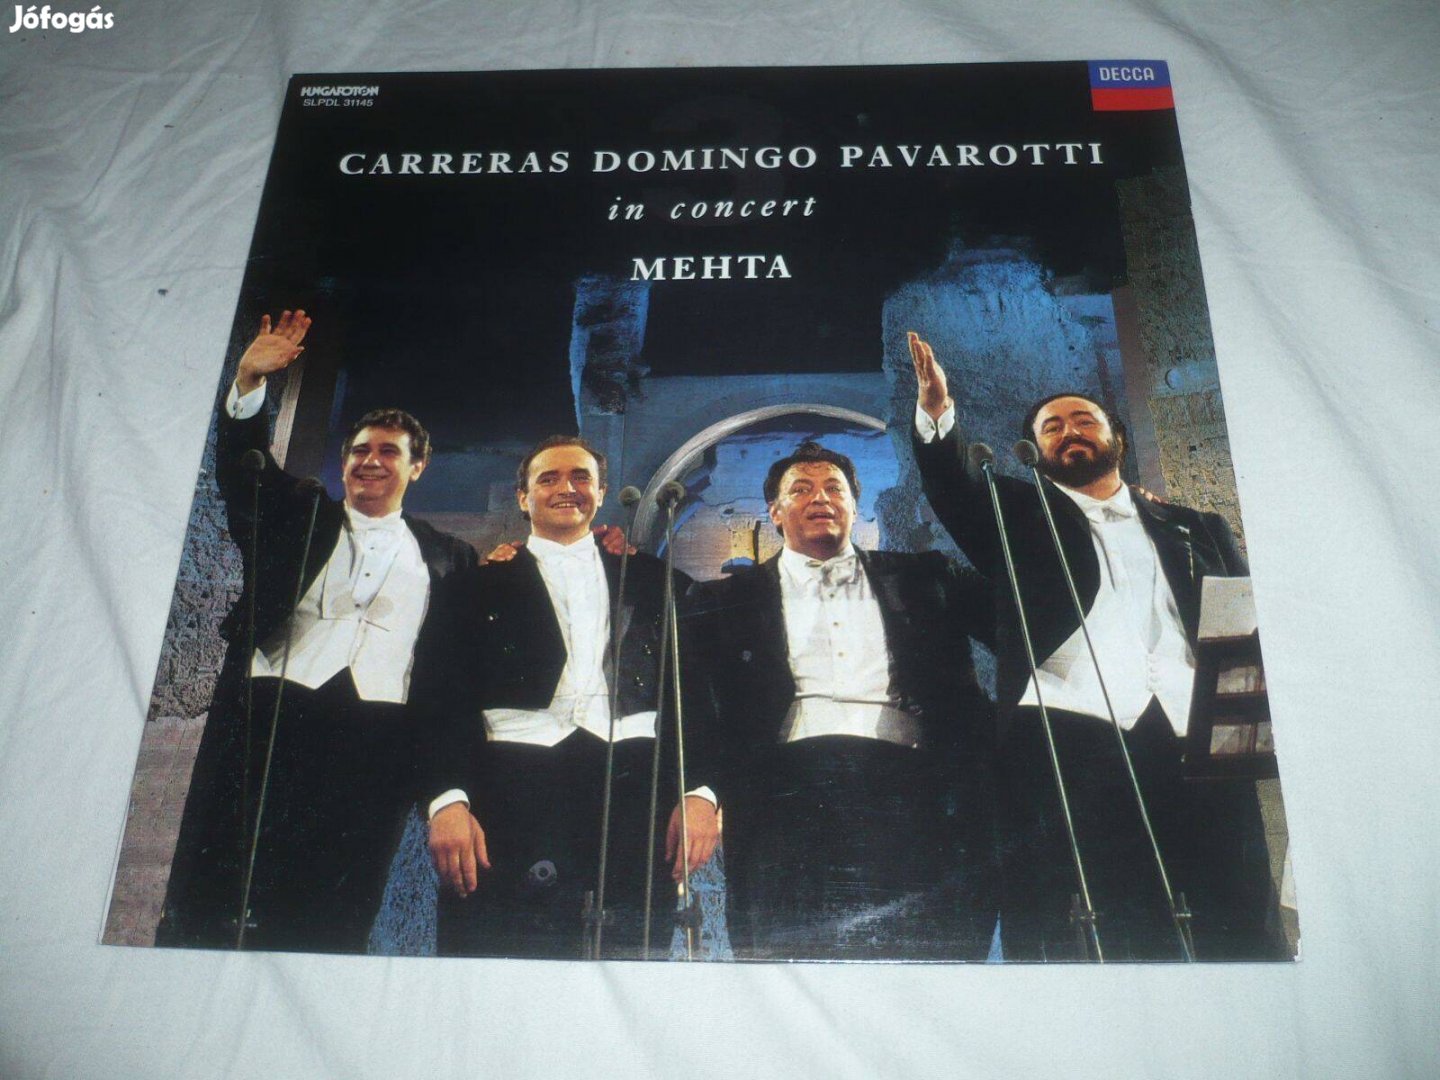 Jófogás
HUNGAROTON
SLPDL 31145
DECCA
CARRERAS DOMINGO PAVAROTTI
in concert
MEHTA